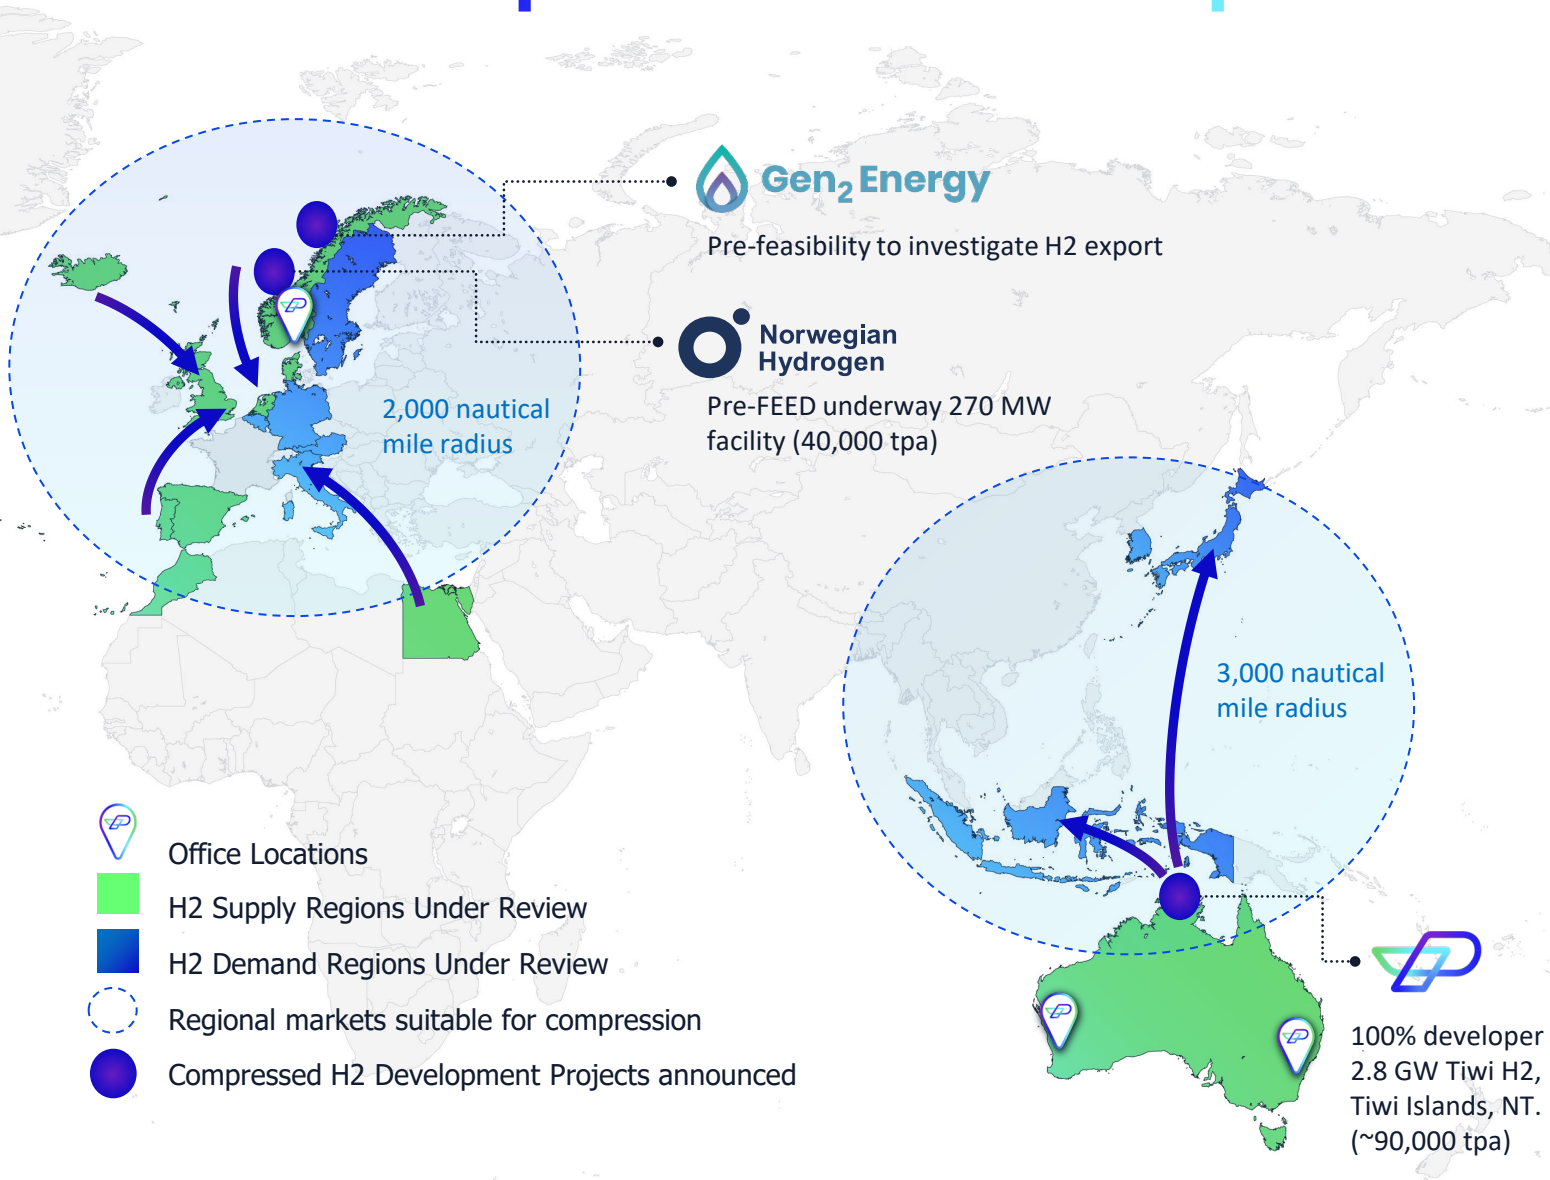 Gen2 Energy
Pre-feasibility to investigate H2 export
Norwegian
Hydrogen
Pre-FEED underway 270 MW
facility (40,000 tpa)
2,000 nautical
mile radius
3,000 nautical
mile radius
Office Locations
H2 Supply Regions Under Review
H2 Demand Regions Under Review
Regional markets suitable for compression
Compressed H2 Development Projects announced
100% developer
2.8 GW Tiwi H2,
Tiwi Islands, NT.
(~90,000 tpa)